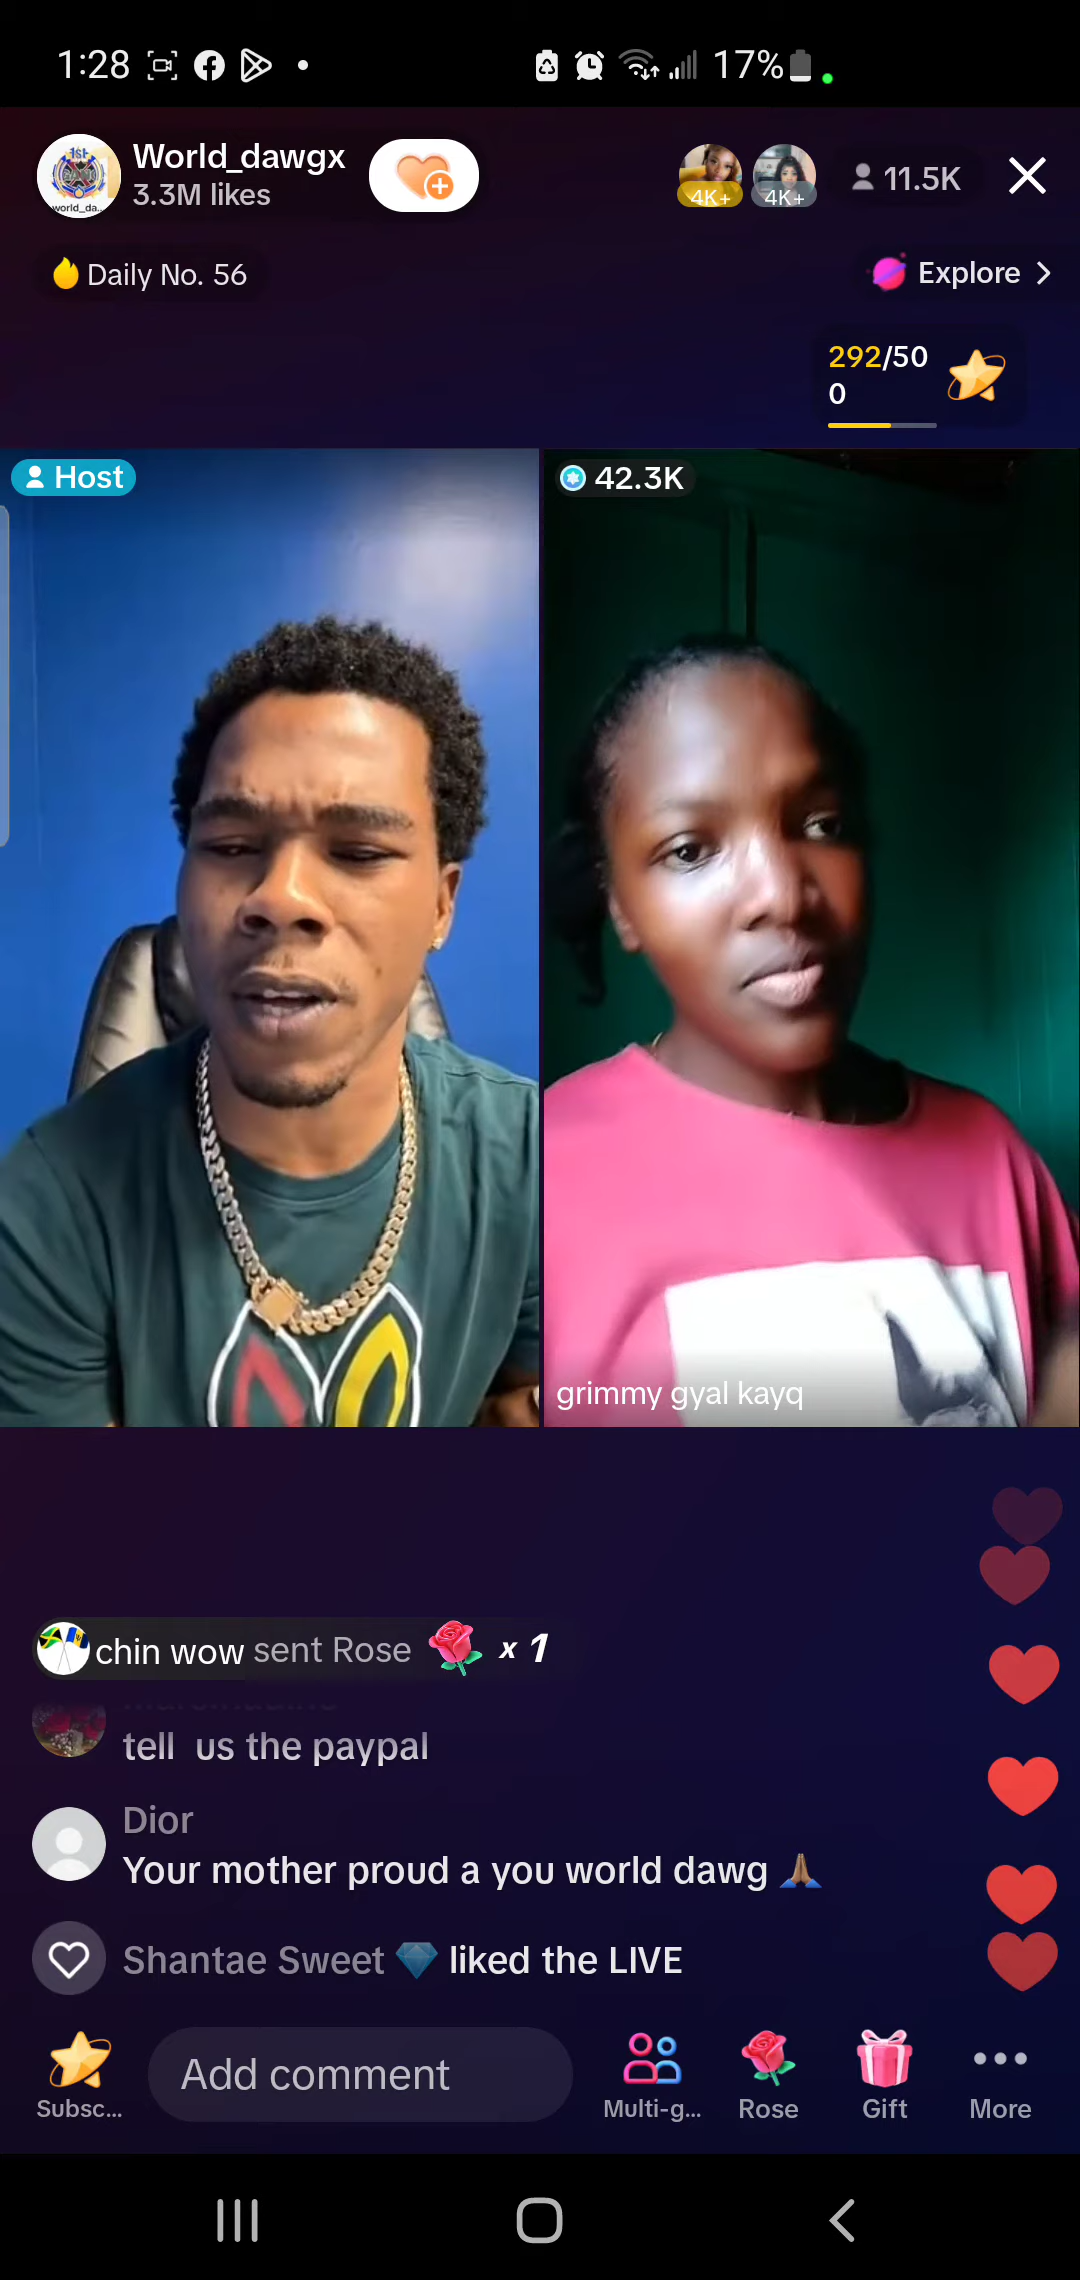 1:28
17%
World_dawgx
3.3M likes
4K+
4K+
11.5K
1SI
world_da..
Daily No. 56
Explore
292/50
0
Host
42.3K
grimmy gyal kayq
chin wow sent Rose x 1
tell us the paypal
Dior
Your mother proud a you world dawg
Shantae Sweet liked the LIVE
Add comment
Subsc...
Multi-g...
Rose
Gift
More